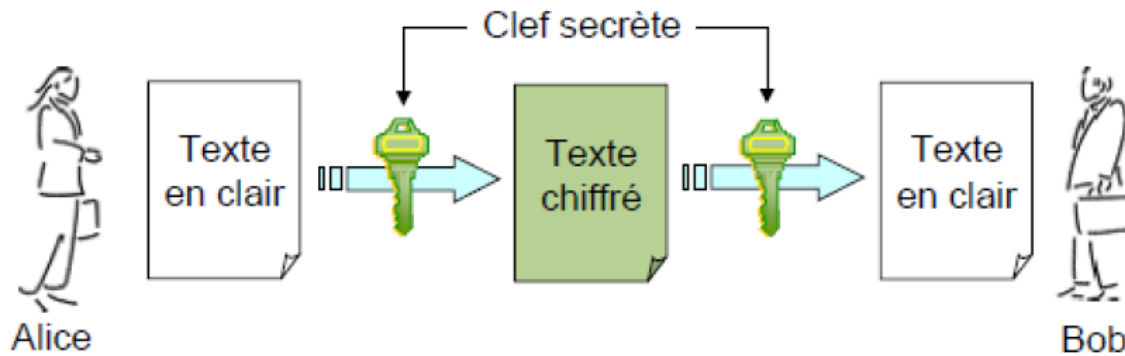 Clef secrète
Texte
en clair
Texte
chiffré
Texte
en clair
Alice
Bob